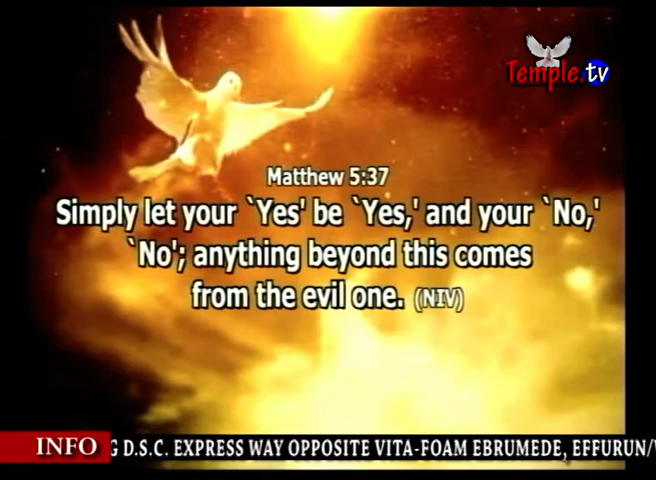 Temple.tv
Matthew 5:37
Simply let your `Yes' be `Yes,' and your `No,'
`No'; anything beyond this comes
from the evil one. (NIV)
INFO
G D.S.C. EXPRESS WAY OPPOSITE VITA-FOAM EBRUMEDE, EFFURUN/